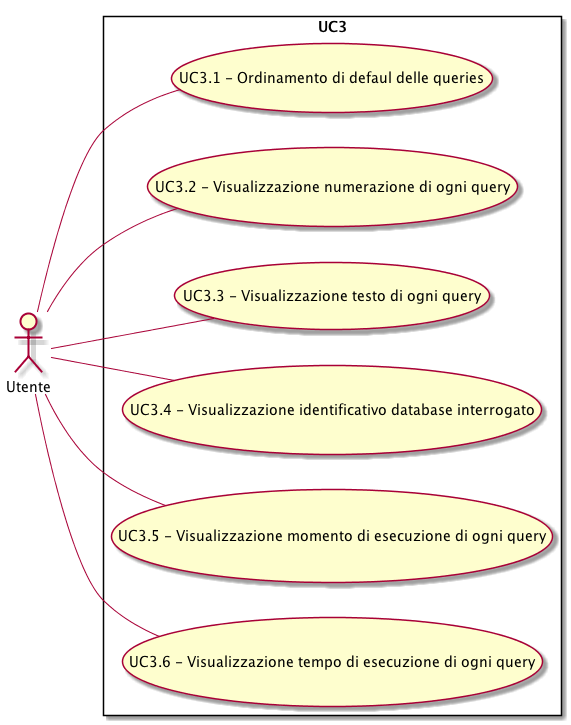 UC3
UC3.1 – Ordinamento di defaul delle queries
UC3.2 – Visualizzazione numerazione di ogni query
UC3.3 – Visualizzazione testo di ogni query
Utente
UC3.4 – Visualizzazione identificativo database interrogato
UC3.5 – Visualizzazione momento di esecuzione di ogni query
UC3.6 – Visualizzazione tempo di esecuzione di ogni query